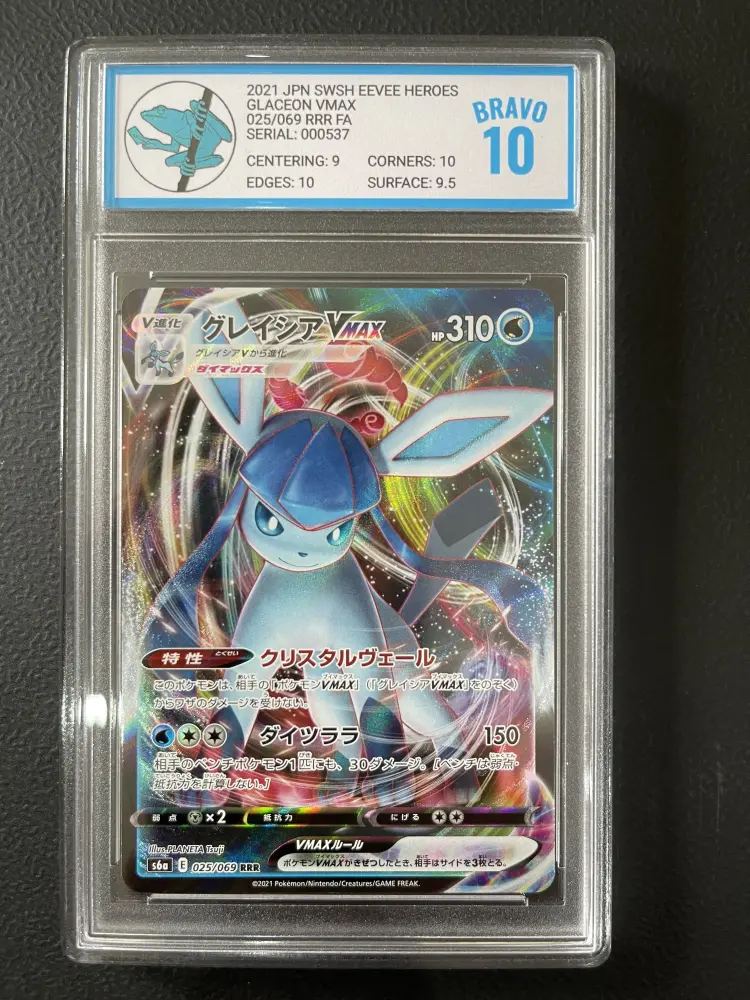 2021 JPN SWSH EEVEE HEROES
GLACEON VMAX
025/069 RRR FA
SERIAL: 000537
CENTERING: 9 CORNERS: 10
EDGES: 10 SURFACE: 9.5
BRAVO
10
V進化
グレイシアVMAX
HP310
グレイシアVから進化
ダイマックス
特性 とくせい
クリスタルヴェール
このポケモンは、相手の「ポケモンVMAX」(「グレイシアVMAX」をのぞく)
からワザのダメージを受けない。
ダイツララ 150
相手のベンチポケモン1匹にも、30ダメージ。[ベンチは弱点・
抵抗力を計算しない。]
弱点 ×2 抵抗力 にげる
Illus.PLANETA Tsuji
VMAXルール
ポケモンVMAXがきぜつしたとき、相手はサイドを3枚とる。
s6a E 025/069 RRR
©2021 Pokémon/Nintendo/Creatures/GAME FREAK.